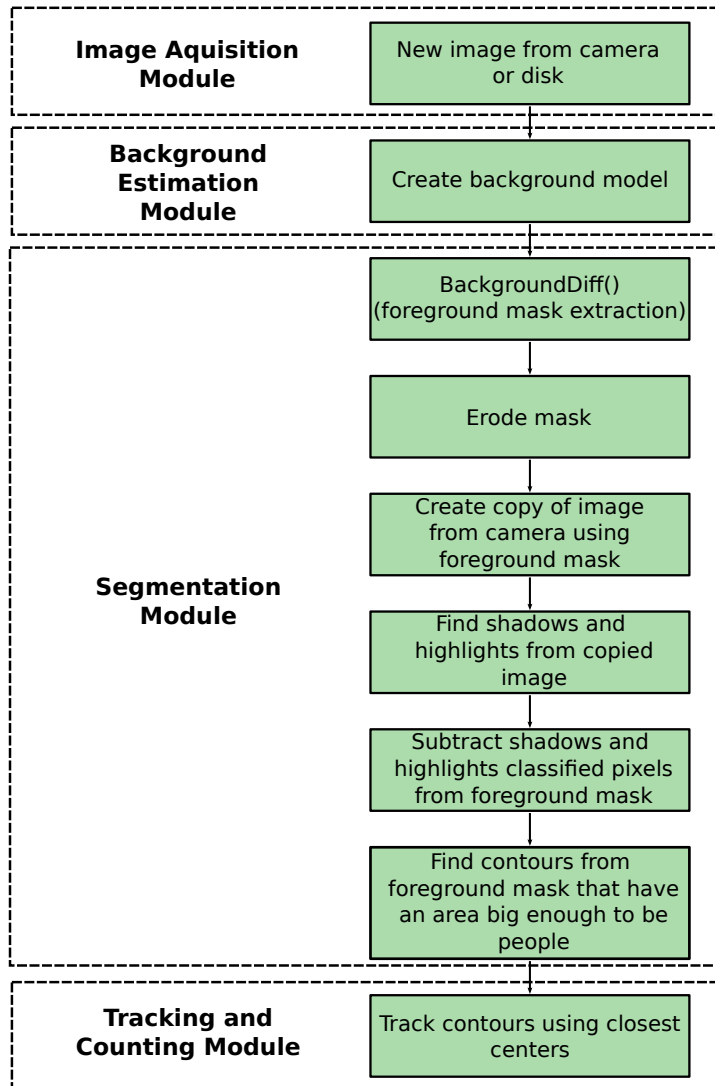 Image Aquisition
Module
New image from camera
or disk
Background
Estimation
Module
Create background model
Segmentation
Module
BackgroundDiff()
(foreground mask extraction)
Erode mask
Create copy of image
from camera using
foreground mask
Find shadows and
highlights from copied
image
Subtract shadows and
highlights classified pixels
from foreground mask
Find contours from
foreground mask that have
an area big enough to be
people
Tracking and
Counting Module
Track contours using closest
centers